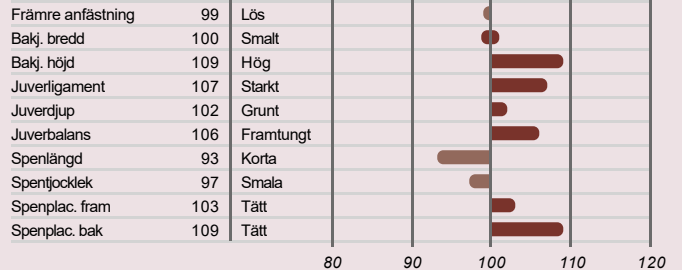 Främre anfästning 99 Lös
Bakj. bredd 100 Smalt
Bakj. höjd 109 Hög
Juverligament 107 Starkt
Juverdjup 102 Grunt
Juverbalans 106 Framtungt
Spenlängd 93 Korta
Spentjocklek 97 Smala
Spenplac. fram 103 Tätt
Spenplac. bak 109 Tätt
80 90 100 110 120